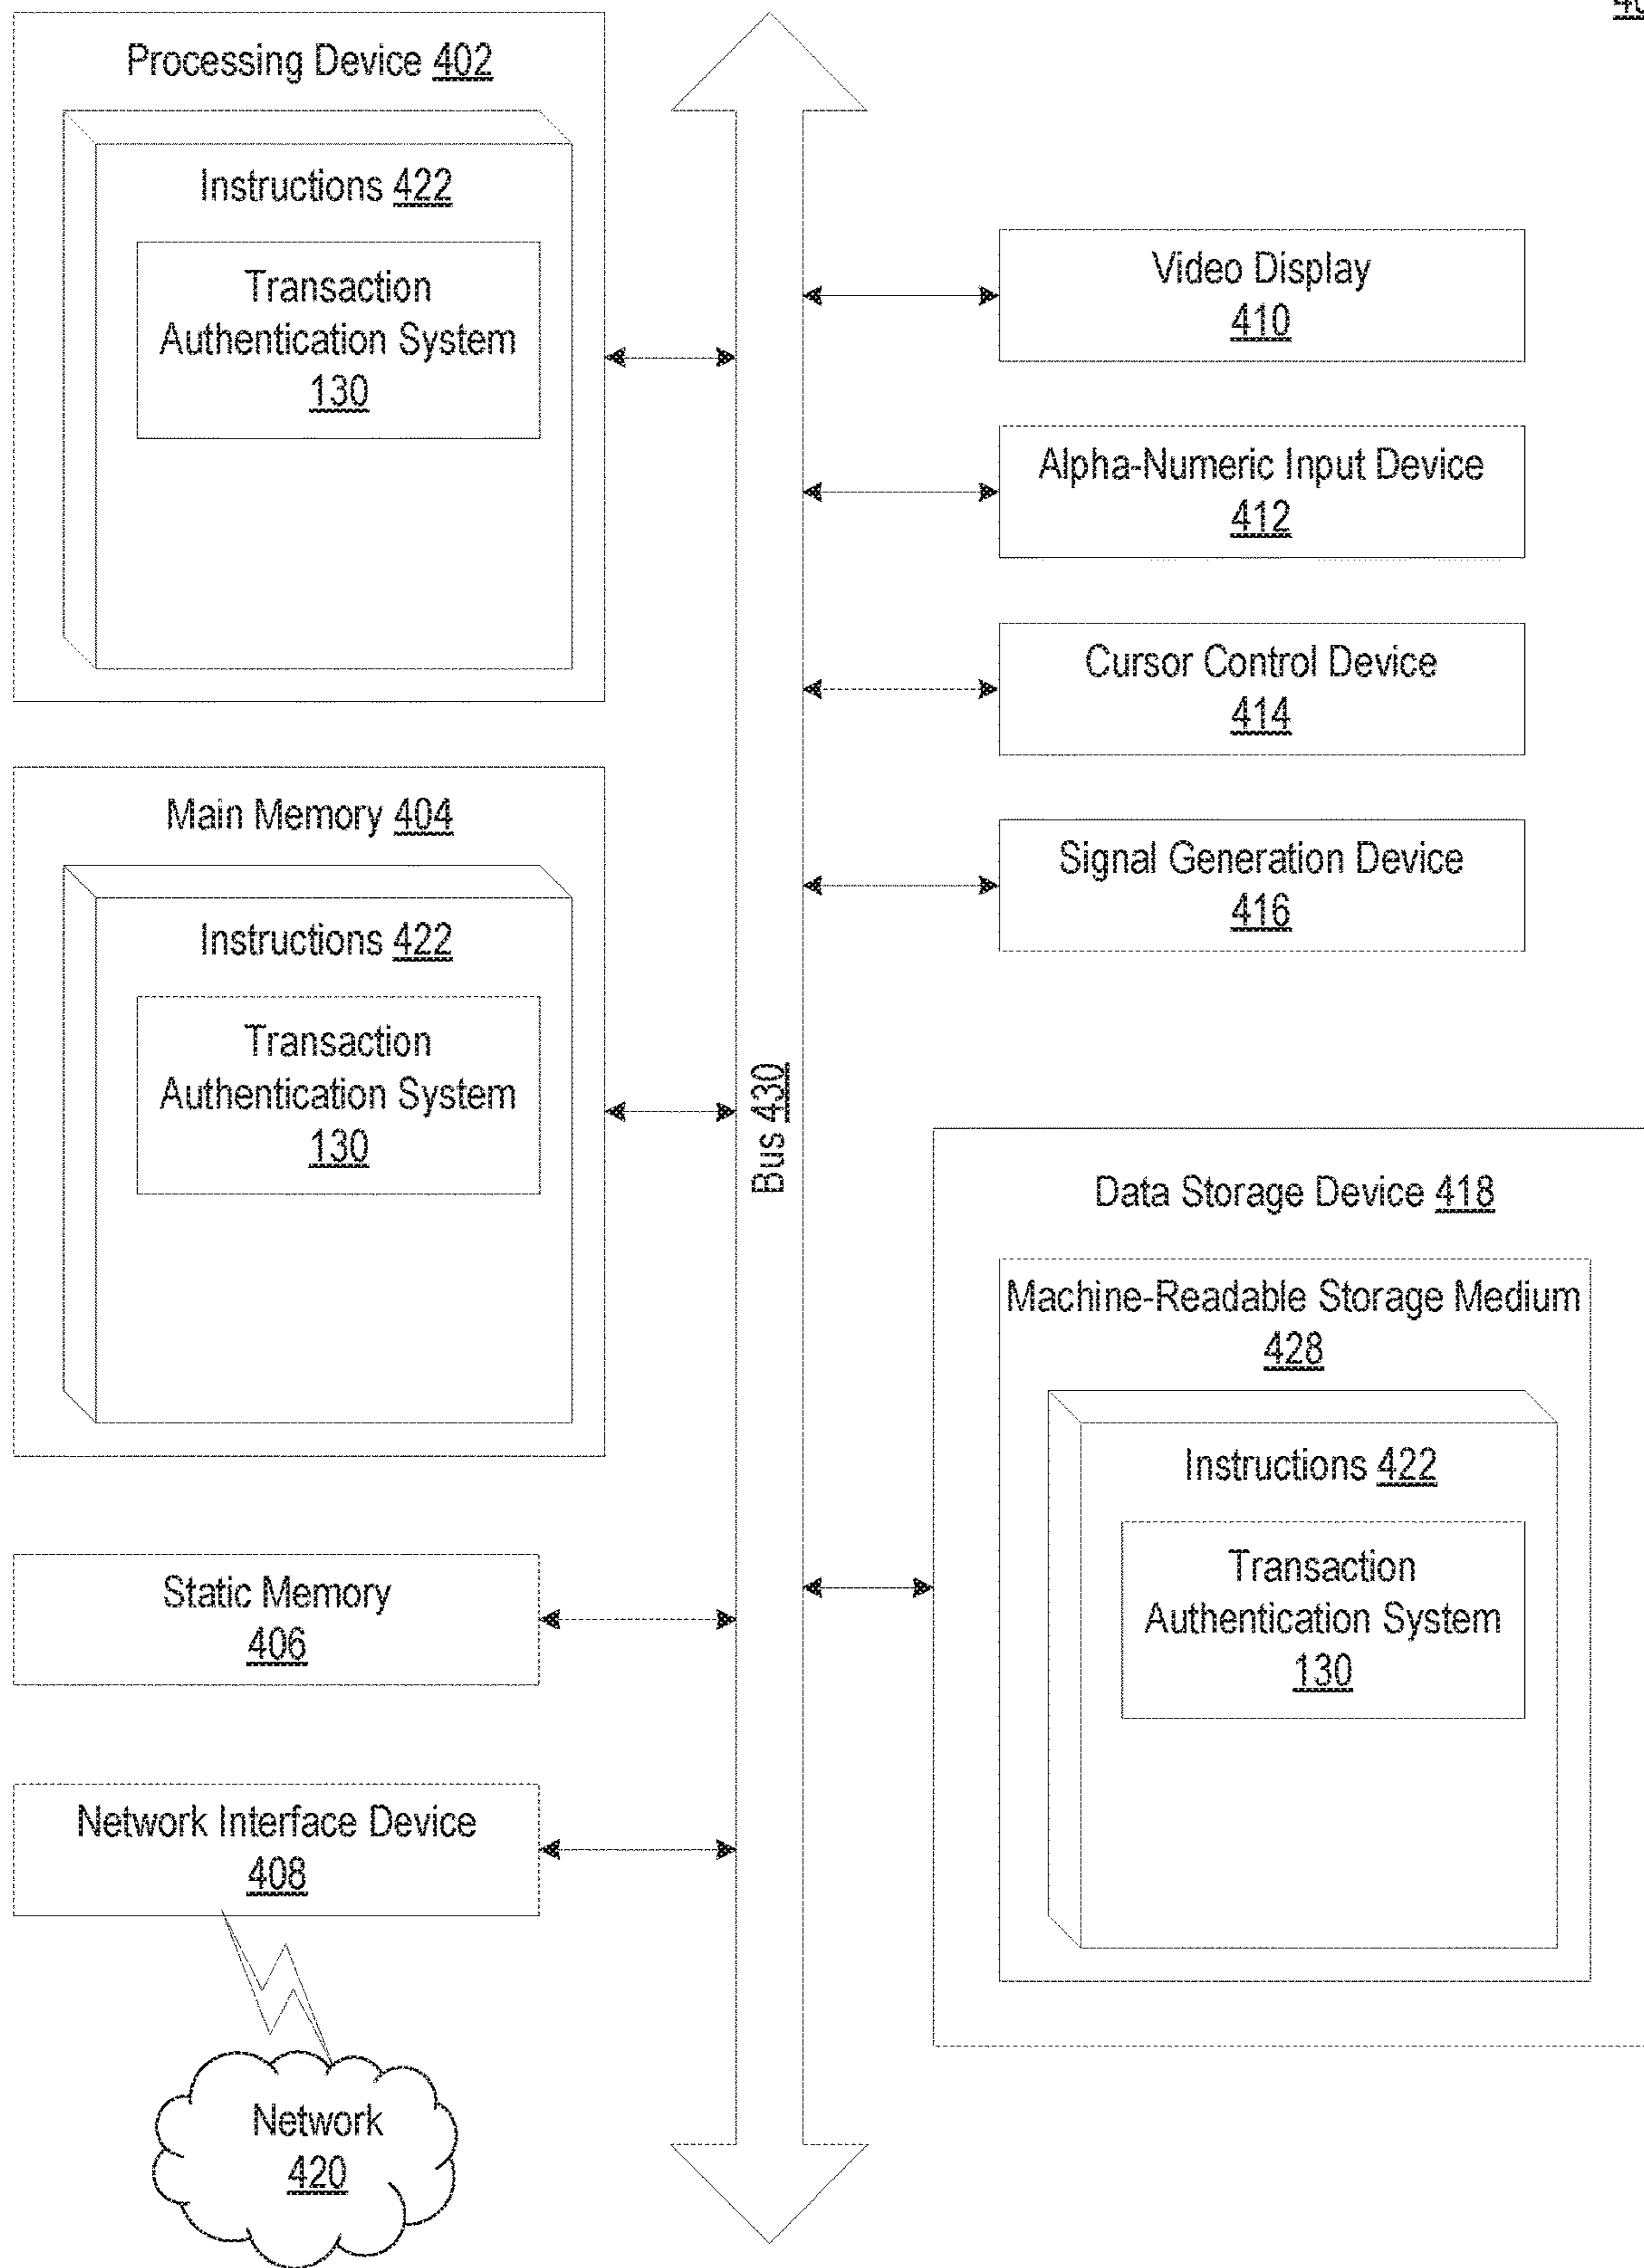 Processing Device 402
Instructions 422
Transaction
Authentication System
130
Main Memory 404
Instructions 422
Transaction
Authentication System
130
Static Memory
406
Network Interface Device
408
Network
420
Bus 430
Video Display
410
Alpha-Numeric Input Device
412
Cursor Control Device
414
Signal Generation Device
416
Data Storage Device 418
Machine-Readable Storage Medium
428
Instructions 422
Transaction
Authentication System
130